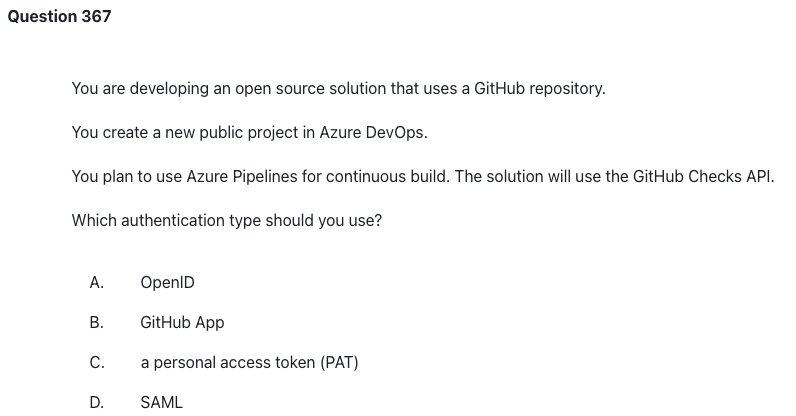 Question 367
You are developing an open source solution that uses a GitHub repository.
You create a new public project in Azure DevOps.
You plan to use Azure Pipelines for continuous build. The solution will use the GitHub Checks API.
Which authentication type should you use?
A. OpenID
B. GitHub App
C. a personal access token (PAT)
D. SAML